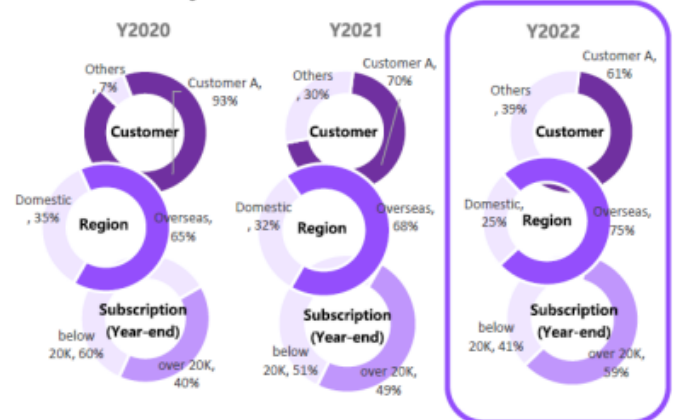 Y2020
Others
, 7%
Customer A,
93%
Customer
Domestic
, 35%
Region
Overseas,
65%
Subscription
(Year-end)
below
20K, 60%
over 20K,
40%
Y2021
Others
, 30%
Customer A,
70%
Customer
Domestic
, 32%
Region
Overseas,
68%
Subscription
(Year-end)
below
20K, 51%
over 20K,
49%
Y2022
Others
, 39%
Customer A,
61%
Customer
Domestic,
25%
Region
Overseas,
75%
Subscription
(Year-end)
below
20K, 41%
over 20K,
59%